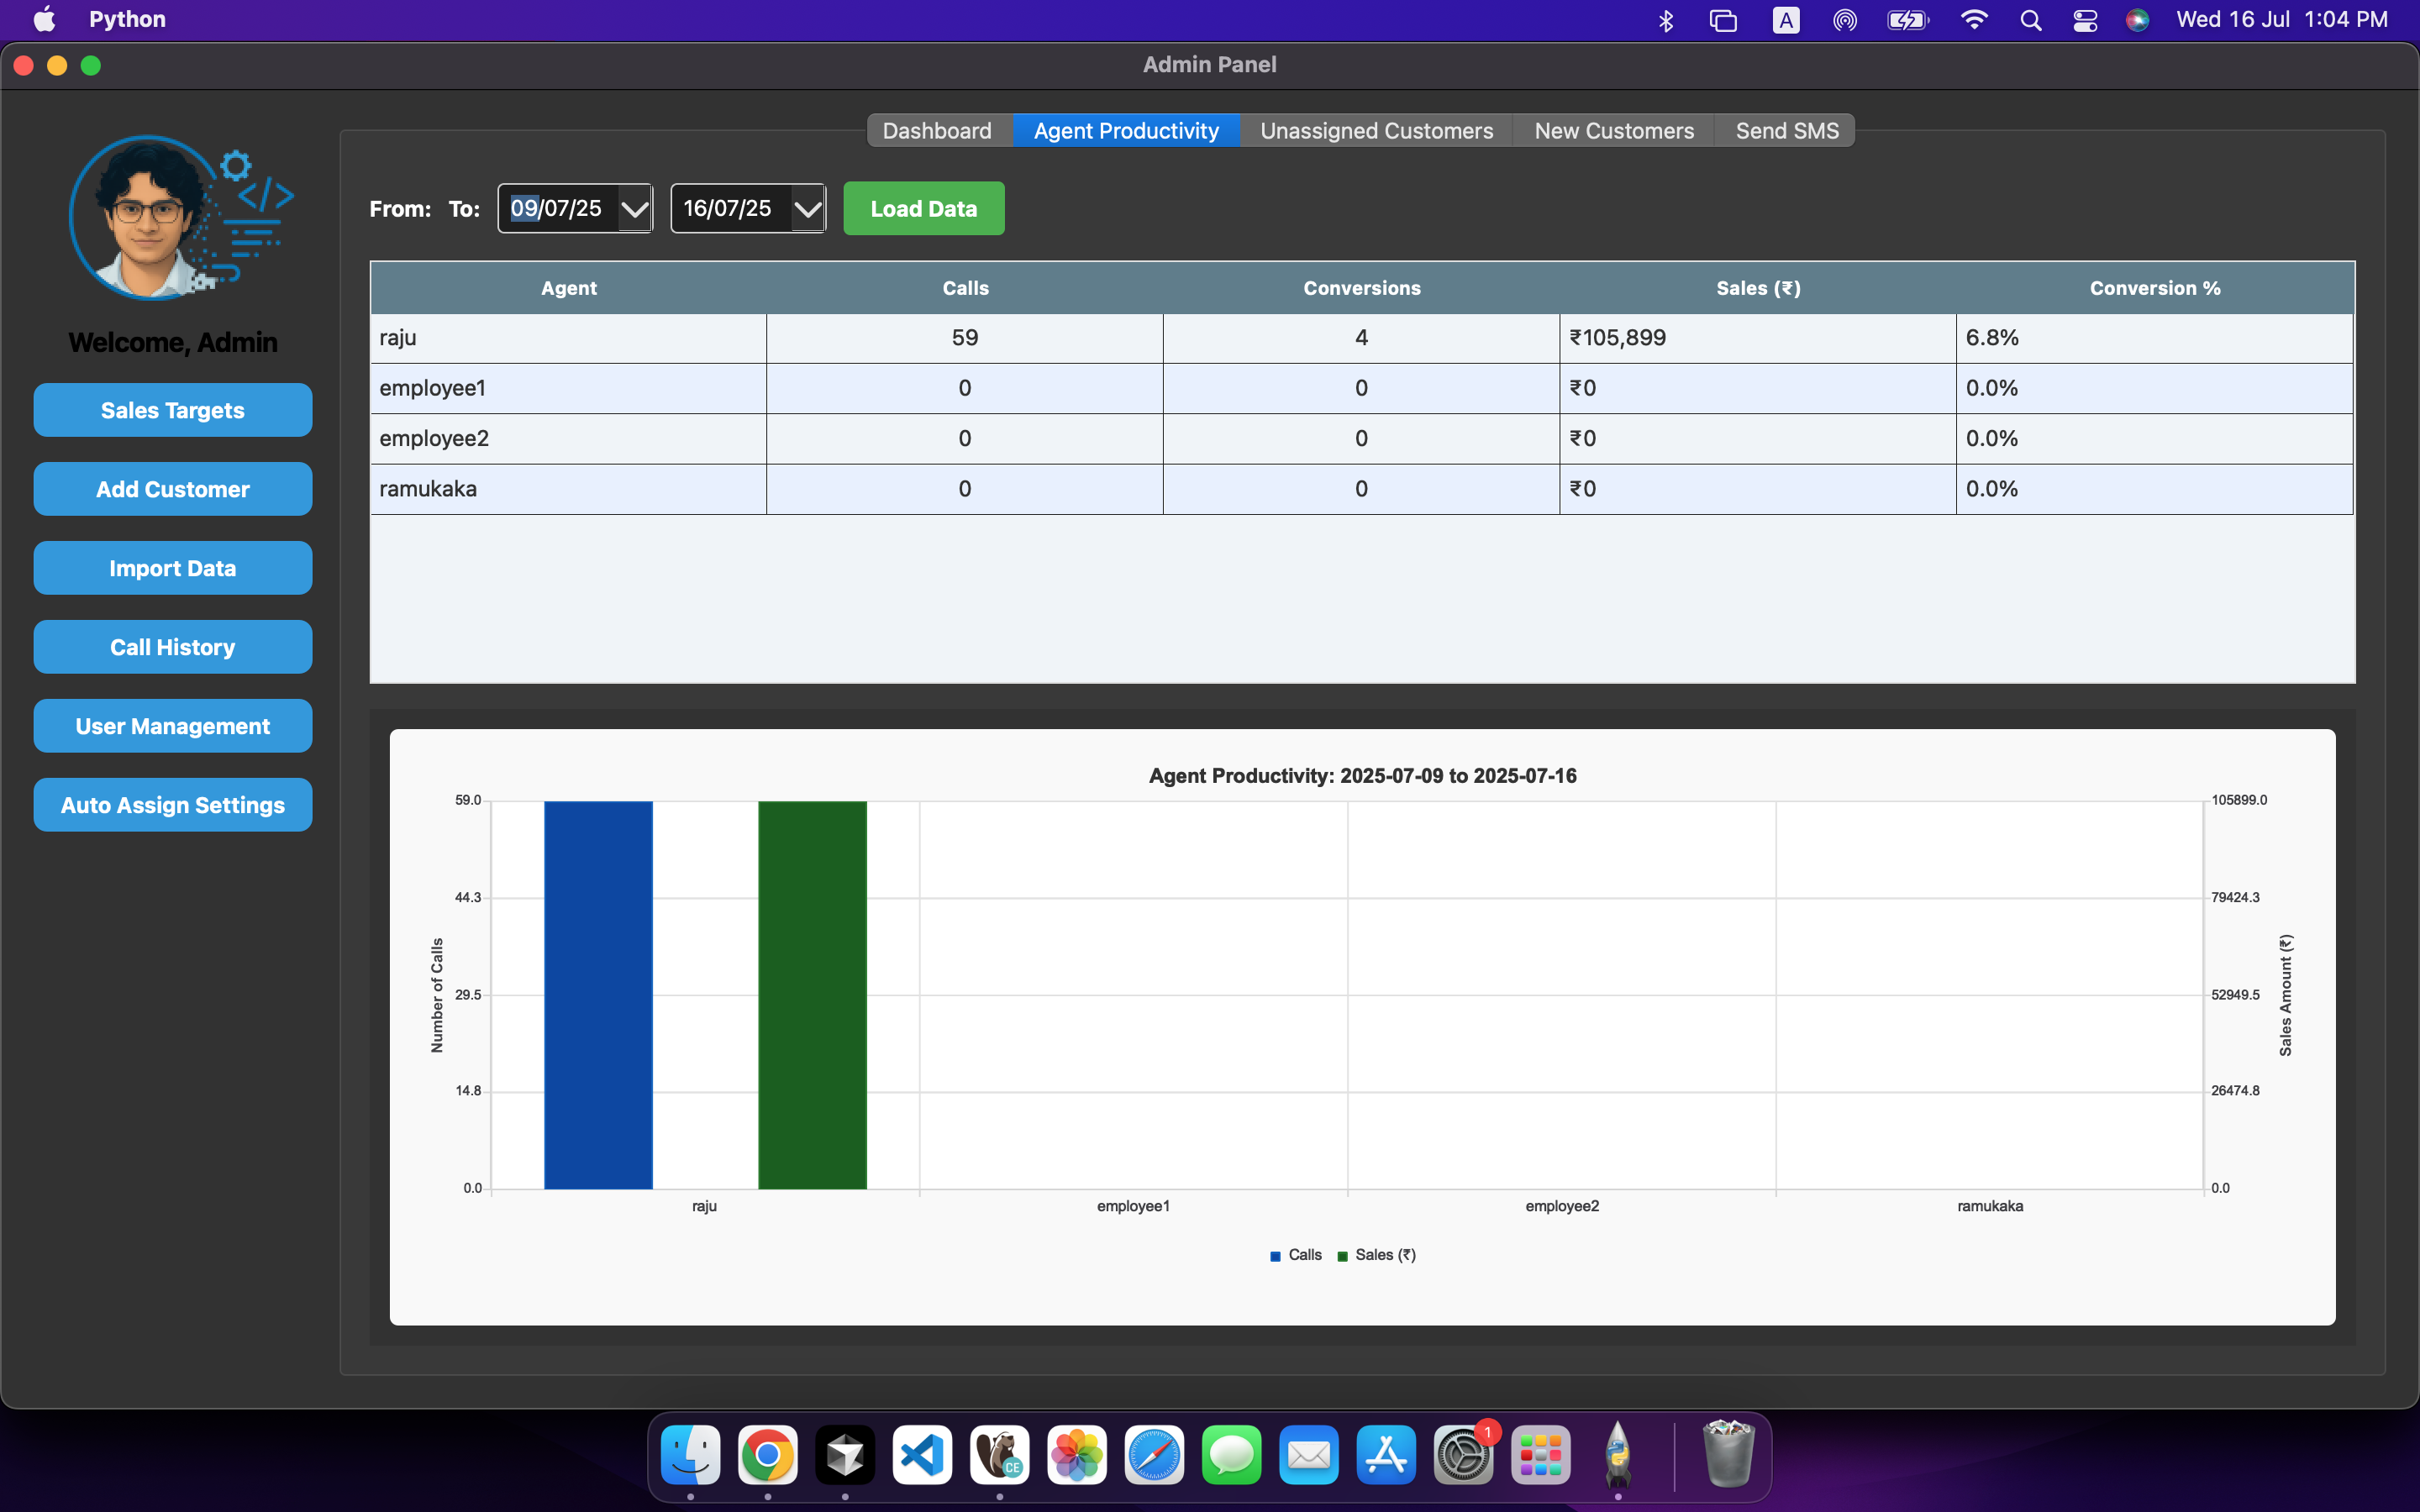 Python
A
Wed 16 Jul 1:04 PM
Admin Panel
Dashboard
Agent Productivity
Unassigned Customers
New Customers
Send SMS
</>
From: To: 09/07/25 16/07/25 Load Data
Welcome, Admin
Sales Targets
Add Customer
Import Data
Call History
User Management
Auto Assign Settings
Agent Calls Conversions Sales (₹) Conversion %
raju 59 4 ₹105,899 6.8%
employee1 0 0 ₹0 0.0%
employee2 0 0 ₹0 0.0%
ramukaka 0 0 ₹0 0.0%
Agent Productivity: 2025-07-09 to 2025-07-16
Number of Calls
59.0
44.3
29.5
14.8
0.0
105899.0
79424.3
52949.5
26474.8
0.0
Sales Amount (₹)
raju employee1 employee2 ramukaka
Calls Sales (₹)
CE
1